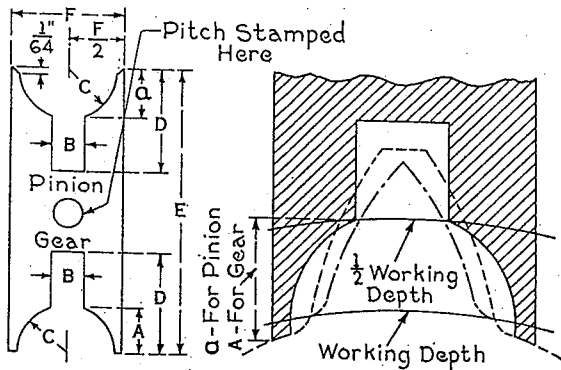 F
1"
64
F
2
Pitch Stamped
Here
C
a
D
B
Pinion
E
Gear
B
D
C
A
a-For Pinion
A-For Gear
1/2 Working
Depth
Working Depth